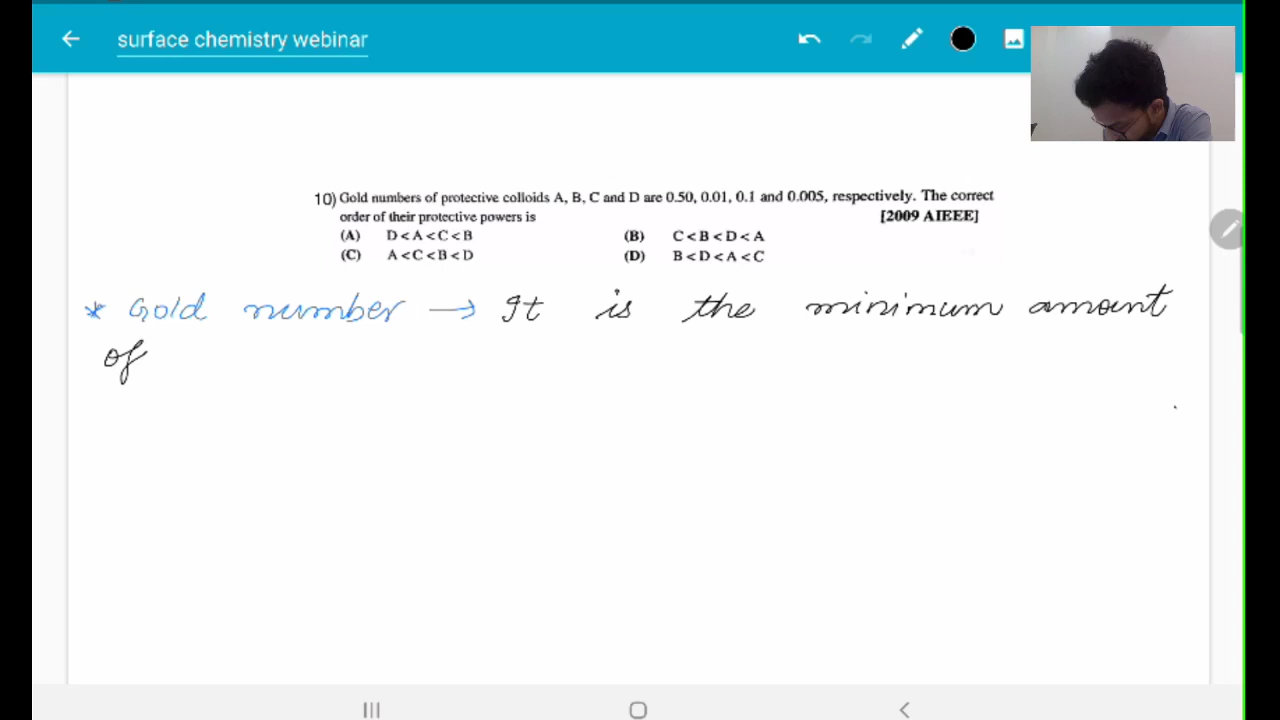 surface chemistry webinar
10) Gold numbers of protective colloids A, B, C and D are 0.50, 0.01, 0.1 and 0.005, respectively. The correct
order of their protective powers is [2009 AIEEE]
(A) D < A < C < B (B) C < B < D < A
(C) A < C < B < D (D) B < D < A < C
* Gold number → It is the minimum amount
of